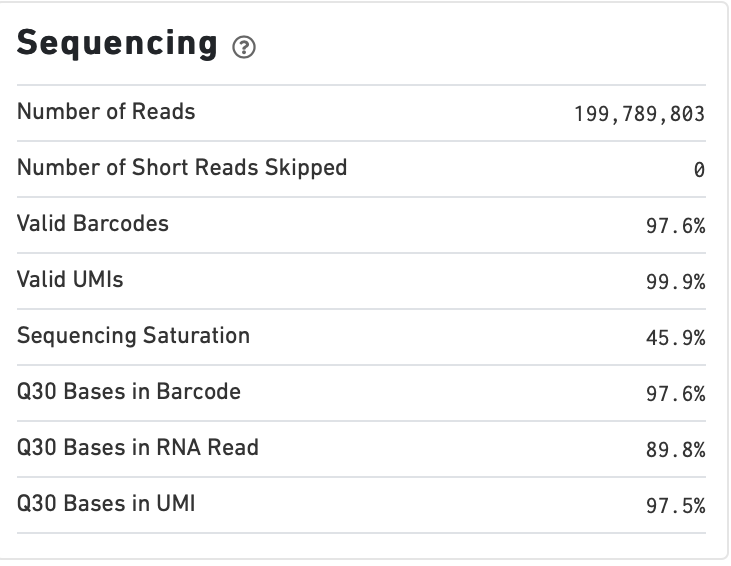 Sequencing ?
Number of Reads 199,789,803
Number of Short Reads Skipped 0
Valid Barcodes 97.6%
Valid UMIs 99.9%
Sequencing Saturation 45.9%
Q30 Bases in Barcode 97.6%
Q30 Bases in RNA Read 89.8%
Q30 Bases in UMI 97.5%